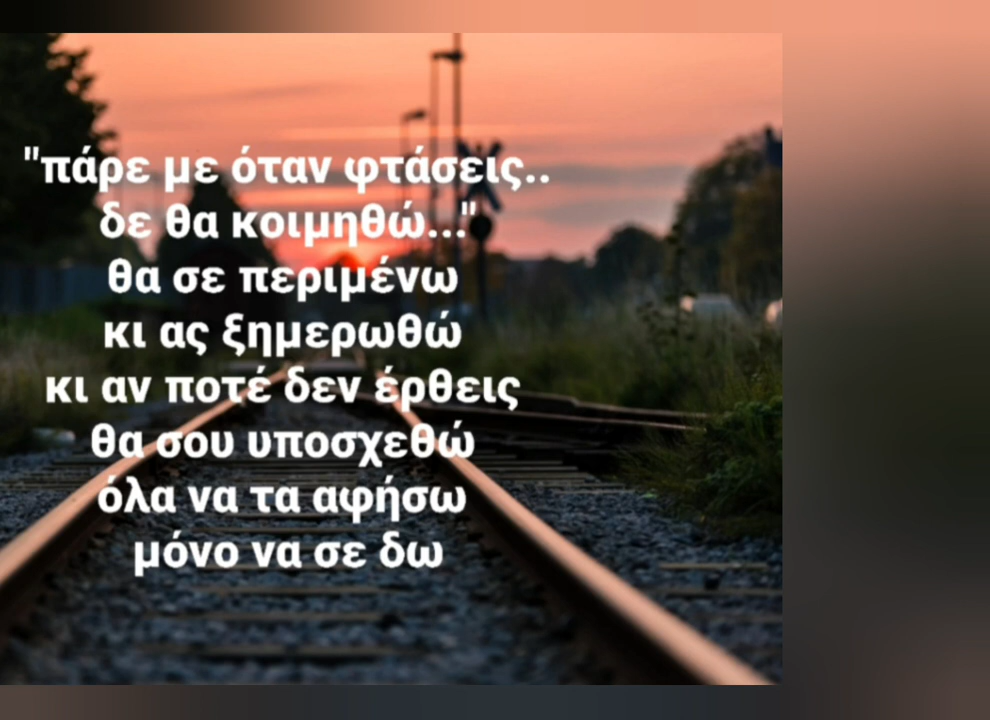 "πάρε με όταν φτάσεις..
δε θα κοιμηθώ..."
θα σε περιμένω
κι ας ξημερωθώ
κι αν ποτέ δεν έρθεις
θα σου υποσχεθώ
όλα να τα αφήσω
μόνο να σε δω